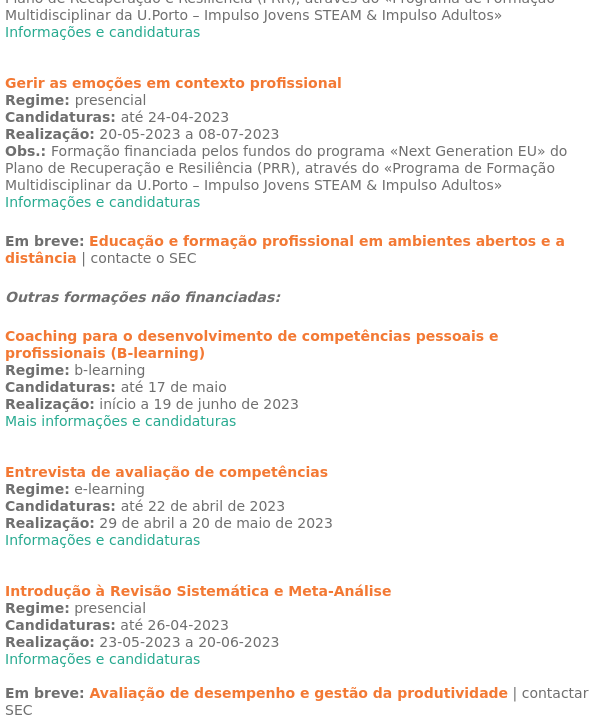 Plano de Recuperação e Resiliência (PRR), através do «Programa de Formação
Multidisciplinar da U.Porto – Impulso Jovens STEAM & Impulso Adultos»
Informações e candidaturas
Gerir as emoções em contexto profissional
Regime: presencial
Candidaturas: até 24-04-2023
Realização: 20-05-2023 a 08-07-2023
Obs.: Formação financiada pelos fundos do programa «Next Generation EU» do
Plano de Recuperação e Resiliência (PRR), através do «Programa de Formação
Multidisciplinar da U.Porto – Impulso Jovens STEAM & Impulso Adultos»
Informações e candidaturas
Em breve: Educação e formação profissional em ambientes abertos e a
distância | contacte o SEC
Outras formações não financiadas:
Coaching para o desenvolvimento de competências pessoais e
profissionais (B-learning)
Regime: b-learning
Candidaturas: até 17 de maio
Realização: início a 19 de junho de 2023
Mais informações e candidaturas
Entrevista de avaliação de competências
Regime: e-learning
Candidaturas: até 22 de abril de 2023
Realização: 29 de abril a 20 de maio de 2023
Informações e candidaturas
Introdução à Revisão Sistemática e Meta-Análise
Regime: presencial
Candidaturas: até 26-04-2023
Realização: 23-05-2023 a 20-06-2023
Informações e candidaturas
Em breve: Avaliação de desempenho e gestão da produtividade | contactar
SEC